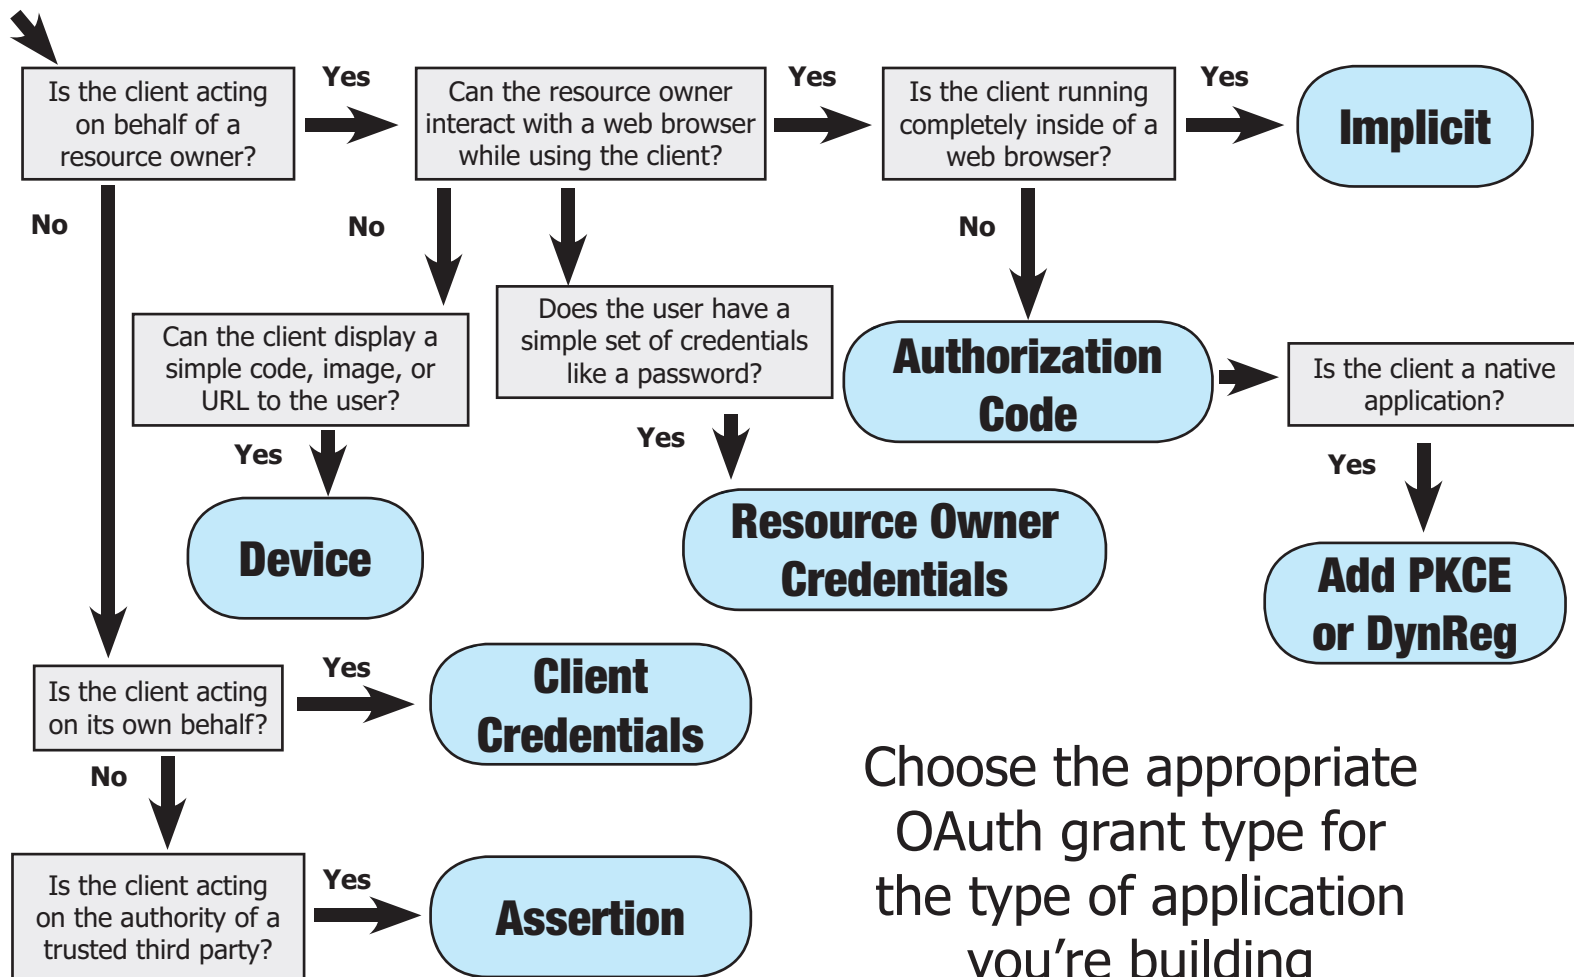 Is the client acting
on behalf of a
resource owner?
Yes
Can the resource owner
interact with a web browser
while using the client?
Yes
Is the client running
completely inside of a
web browser?
Yes
Implicit
No
No
No
Can the client display a
simple code, image, or
URL to the user?
Does the user have a
simple set of credentials
like a password?
Authorization
Code
Is the client a native
application?
Yes
Yes
Yes
Device
Resource Owner
Credentials
Add PKCE
or DynReg
Is the client acting
on its own behalf?
Yes
Client
Credentials
No
Is the client acting
on the authority of a
trusted third party?
Yes
Assertion
Choose the appropriate
OAuth grant type for
the type of application
you're building